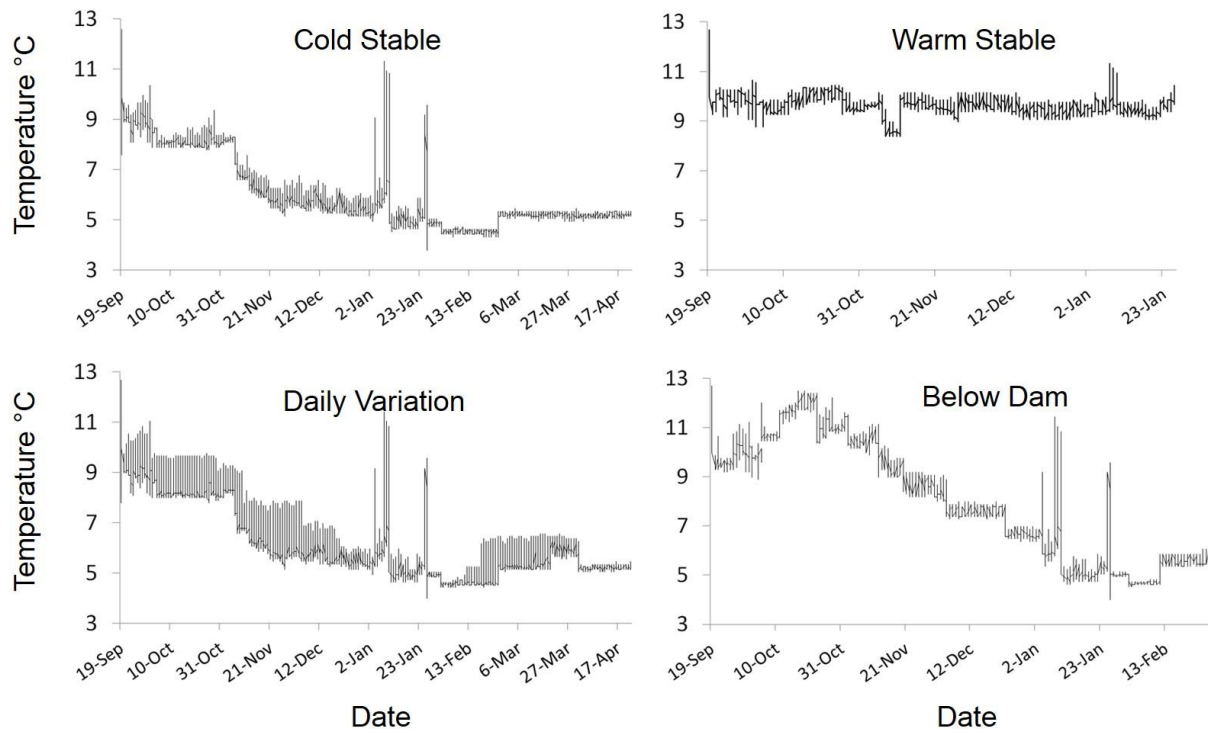 Cold Stable
Temperature °C
13
11
9
7
5
3
19-Sep
10-Oct
31-Oct
21-Nov
12-Dec
2-Jan
23-Jan
13-Feb
6-Mar
27-Mar
17-Apr
Warm Stable
13
11
9
7
5
3
19-Sep
10-Oct
31-Oct
21-Nov
12-Dec
2-Jan
23-Jan
Daily Variation
Temperature °C
13
11
9
7
5
3
19-Sep
10-Oct
31-Oct
21-Nov
12-Dec
2-Jan
23-Jan
13-Feb
6-Mar
27-Mar
17-Apr
Date
Below Dam
13
11
9
7
5
3
19-Sep
10-Oct
31-Oct
21-Nov
12-Dec
2-Jan
23-Jan
13-Feb
Date